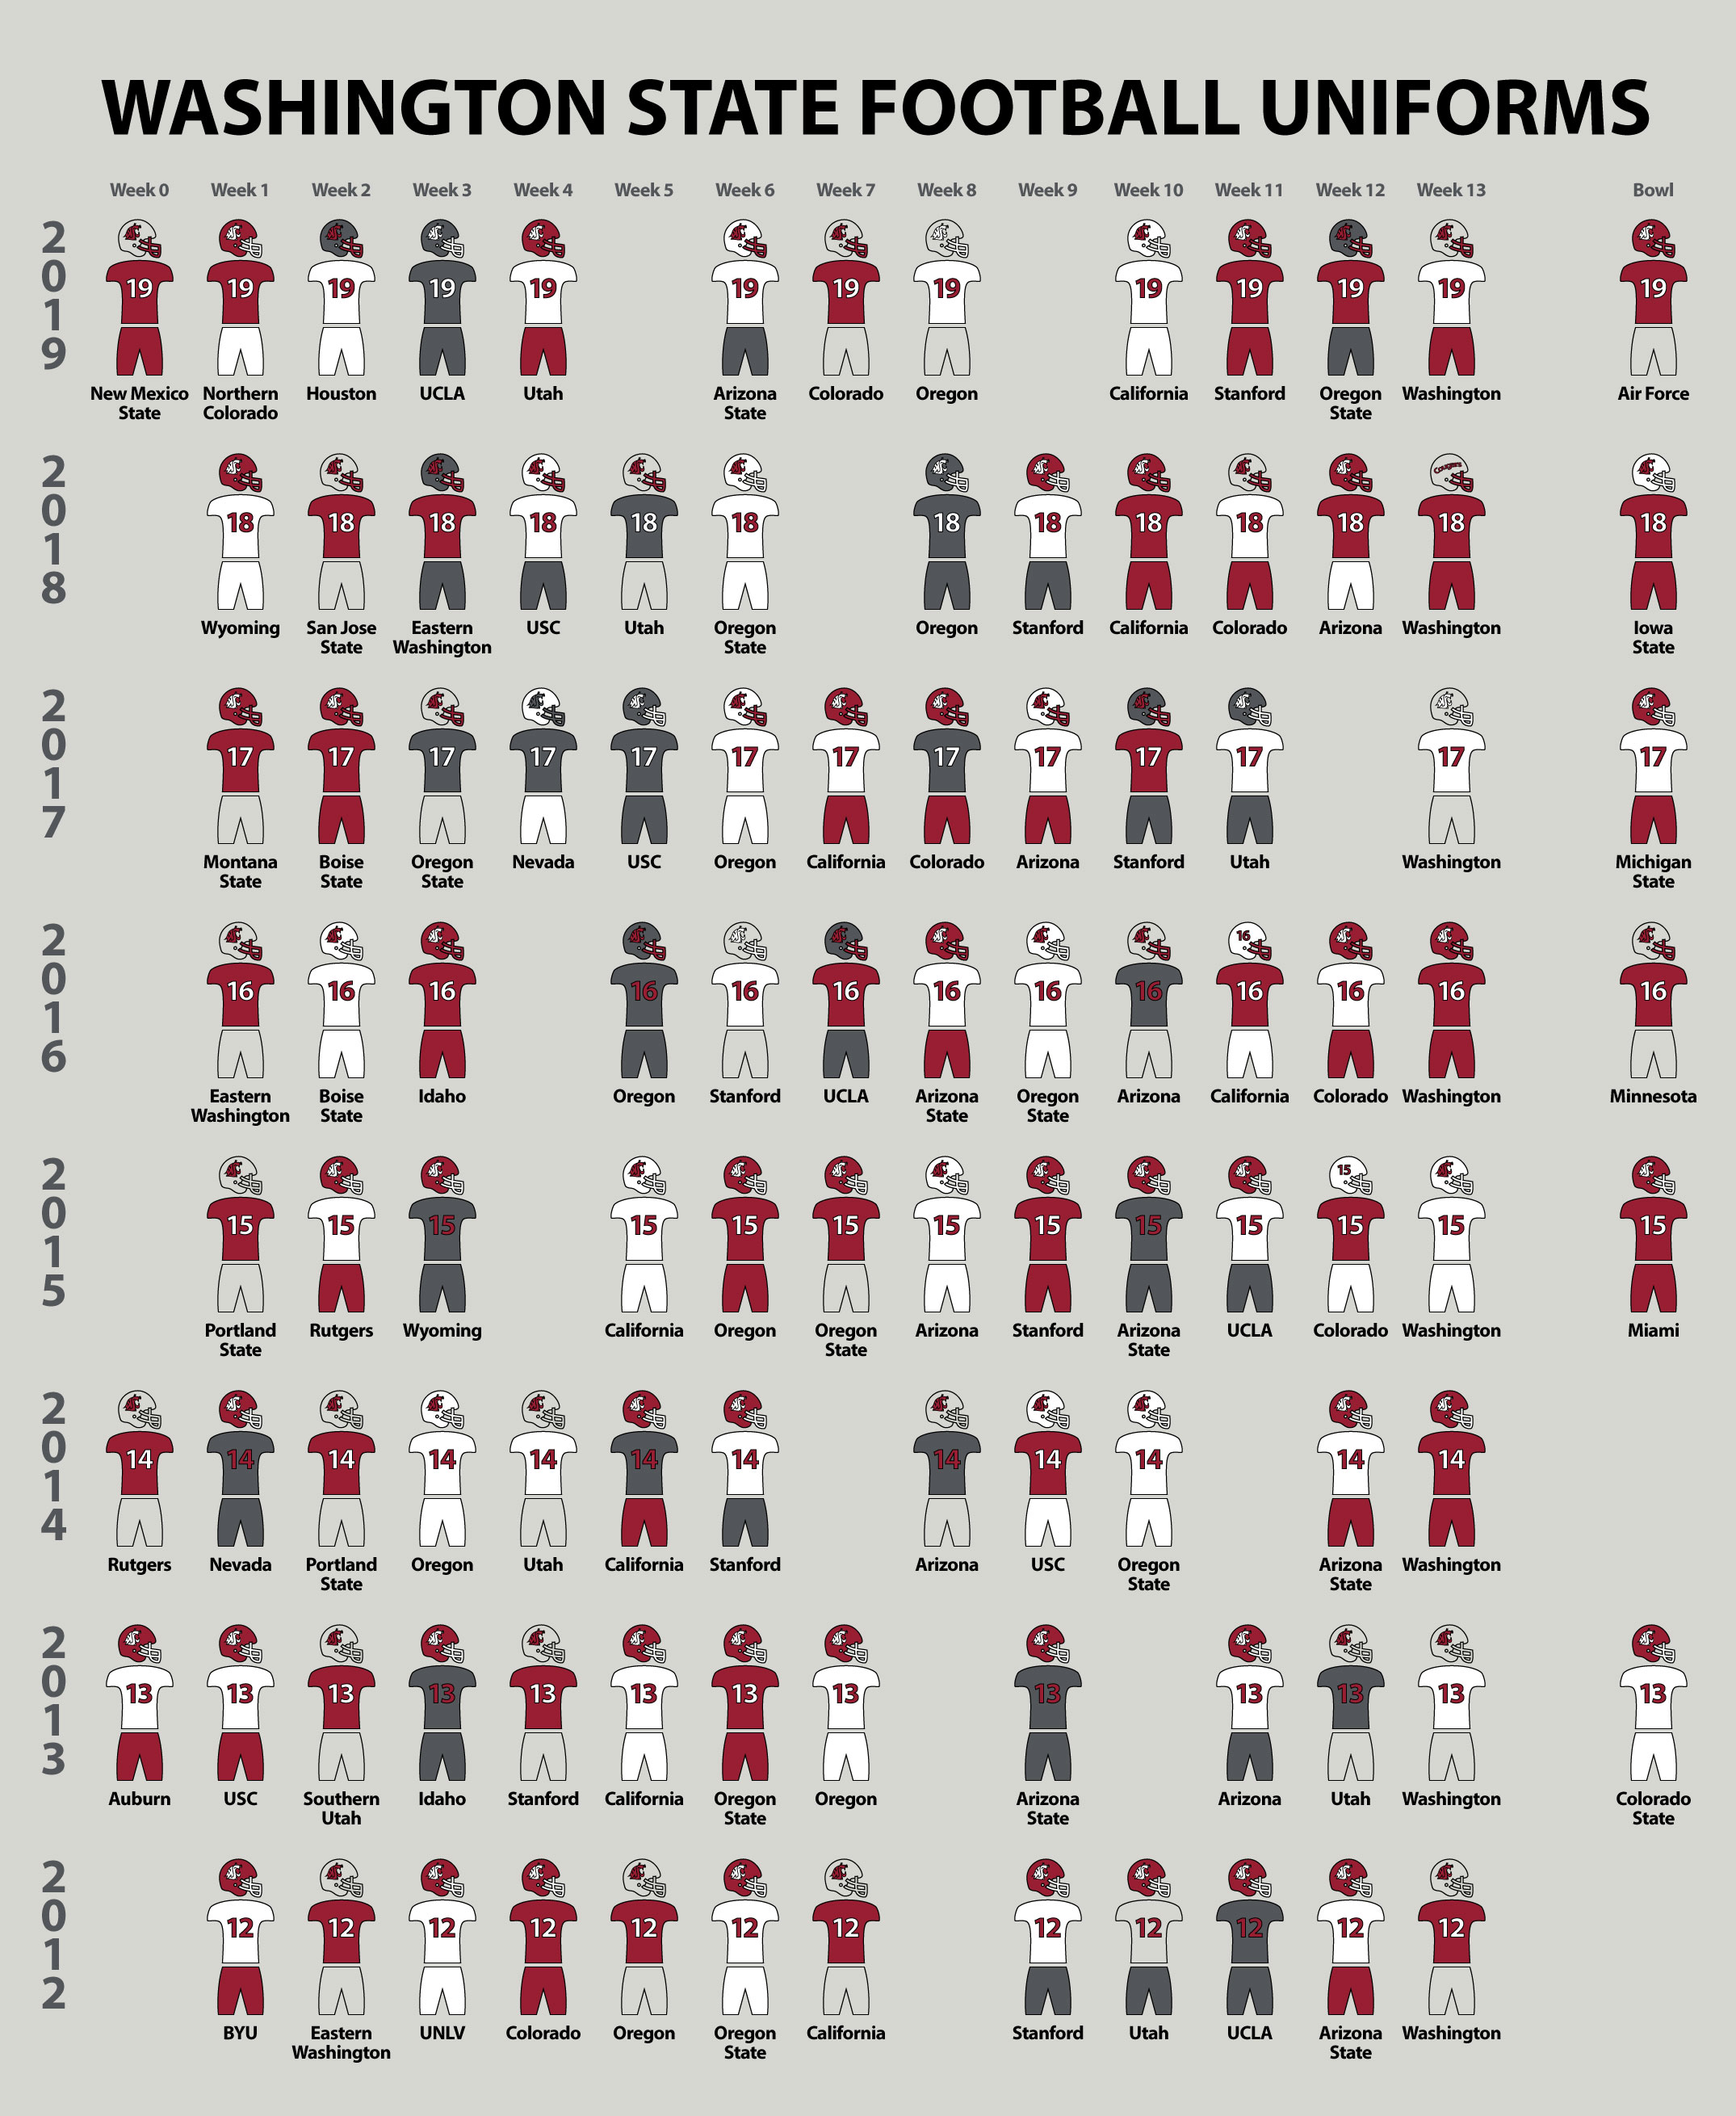 WASHINGTON STATE FOOTBALL UNIFORMS
Week 0 Week 1 Week 2 Week 3 Week 4 Week 5 Week 6 Week 7 Week 8 Week 9 Week 10 Week 11 Week 12 Week 13 Bowl
2019
19 19 19 19 19 19 19 19 19 19 19 19 19
New Mexico Northern Houston UCLA Utah Arizona Colorado Oregon California Stanford Oregon Washington Air Force
State Colorado State State
2018
Cougars
18 18 18 18 18 18 18 18 18 18 18 18 18
Wyoming San Jose Eastern USC Utah Oregon Oregon Stanford California Colorado Arizona Washington Iowa
State Washington State State
2017
17 17 17 17 17 17 17 17 17 17 17 17 17
Montana Boise Oregon Nevada USC Oregon California Colorado Arizona Stanford Utah Washington Michigan
State State State State
2016
16
16 16 16 16 16 16 16 16 16 16 16 16 16
Eastern Boise Idaho Oregon Stanford UCLA Arizona Oregon Arizona California Colorado Washington Minnesota
Washington State State State
2015
15
15 15 15 15 15 15 15 15 15 15 15 15 15
Portland Rutgers Wyoming California Oregon Oregon Arizona Stanford Arizona UCLA Colorado Washington Miami
State State State
2014
14 14 14 14 14 14 14 14 14 14 14 14
Rutgers Nevada Portland Oregon Utah California Stanford Arizona USC Oregon Arizona Washington
State State State
2013
13 13 13 13 13 13 13 13 13 13 13 13 13
Auburn USC Southern Idaho Stanford California Oregon Oregon Arizona Arizona Utah Washington Colorado
Utah State State State
2012
12 12 12 12 12 12 12 12 12 12 12 12
BYU Eastern UNLV Colorado Oregon Oregon California Stanford Utah UCLA Arizona Washington
Washington State State